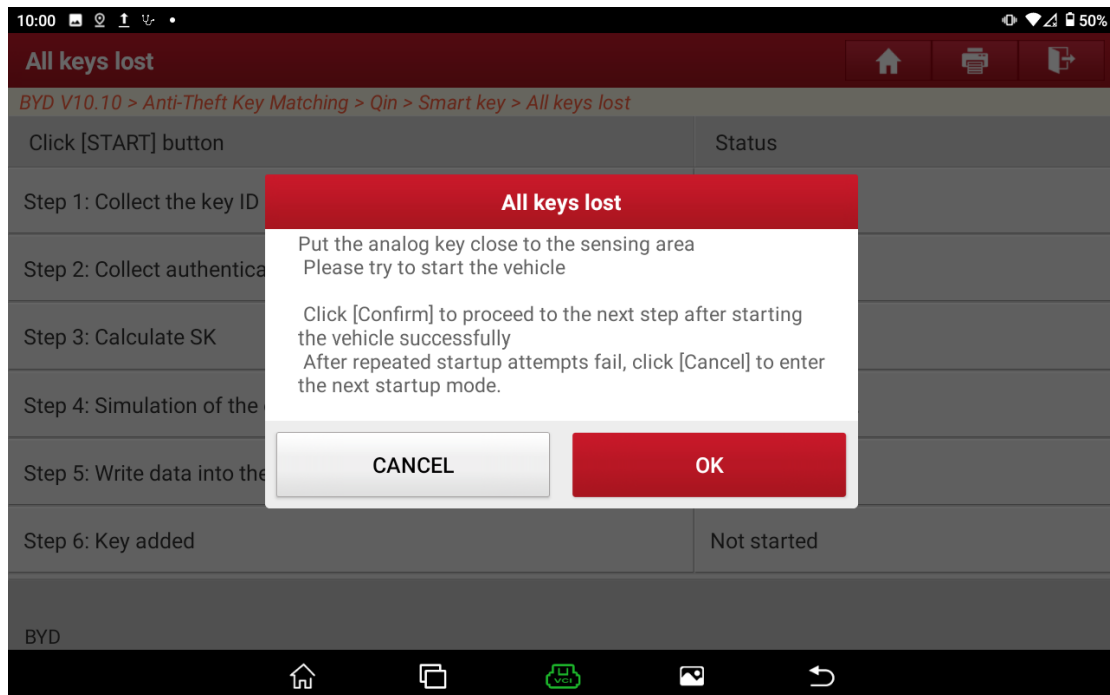 10:00
50%
All keys lost
BYD V10.10 > Anti-Theft Key Matching > Qin > Smart key > All keys lost
Click [START] button
Status
Step 1: Collect the key ID
Step 2: Collect authentica
Step 3: Calculate SK
Step 4: Simulation of the
Step 5: Write data into the
Step 6: Key added
Not started
All keys lost
Put the analog key close to the sensing area
Please try to start the vehicle
Click [Confirm] to proceed to the next step after starting
the vehicle successfully
After repeated startup attempts fail, click [Cancel] to enter
the next startup mode.
CANCEL
OK
BYD
VCI